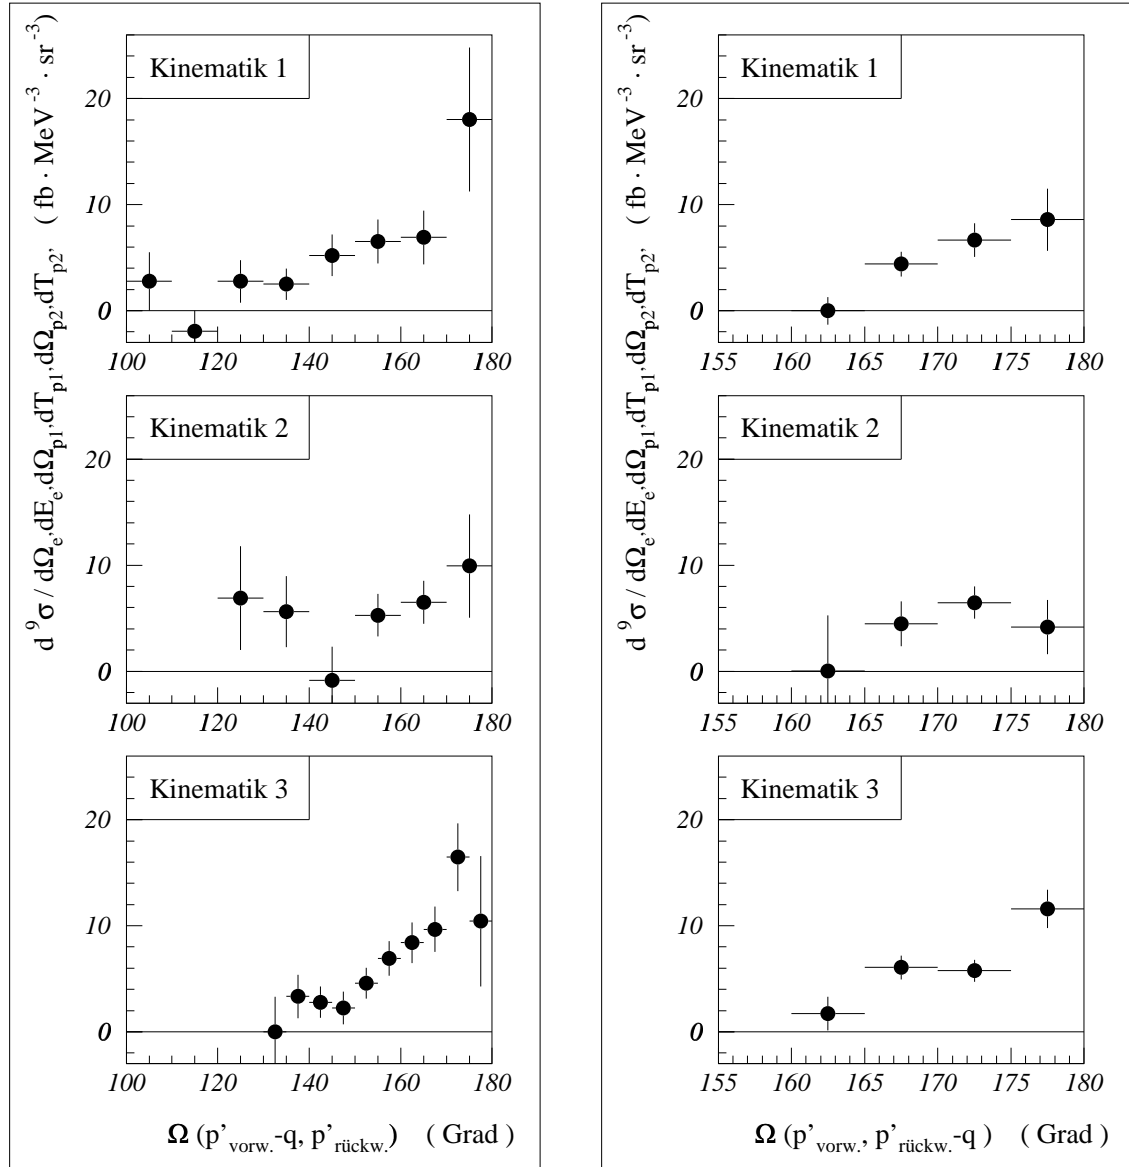 d⁹σ / dΩₑ,dEₑ,dΩₚ₁,dTₚ₁,dΩₚ₂,dTₚ₂, ( fb · MeV⁻³ · sr⁻³ )
Kinematik 1
20
10
0
100 120 140 160 180
Kinematik 2
20
10
0
100 120 140 160 180
Kinematik 3
20
10
0
100 120 140 160 180
Ω (p’vorw.-q, p’rückw.) ( Grad )
d⁹σ / dΩₑ,dEₑ,dΩₚ₁,dTₚ₁,dΩₚ₂,dTₚ₂, ( fb · MeV⁻³ · sr⁻³ )
Kinematik 1
20
10
0
155 160 165 170 175 180
Kinematik 2
20
10
0
155 160 165 170 175 180
Kinematik 3
20
10
0
155 160 165 170 175 180
Ω (p’vorw., p’rückw.-q ) ( Grad )